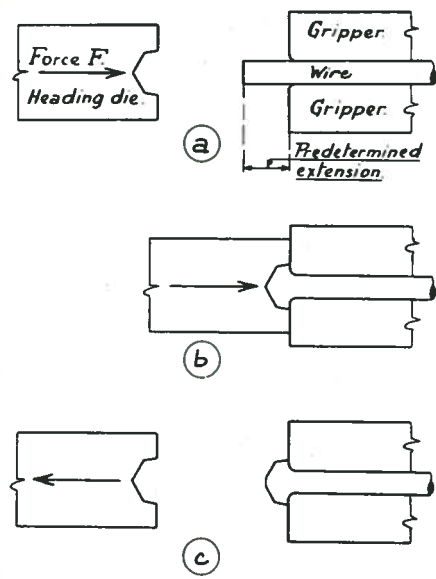 Force F.
Heading die.
Gripper.
Wire
Gripper
Predetermined
extension
a
b
c